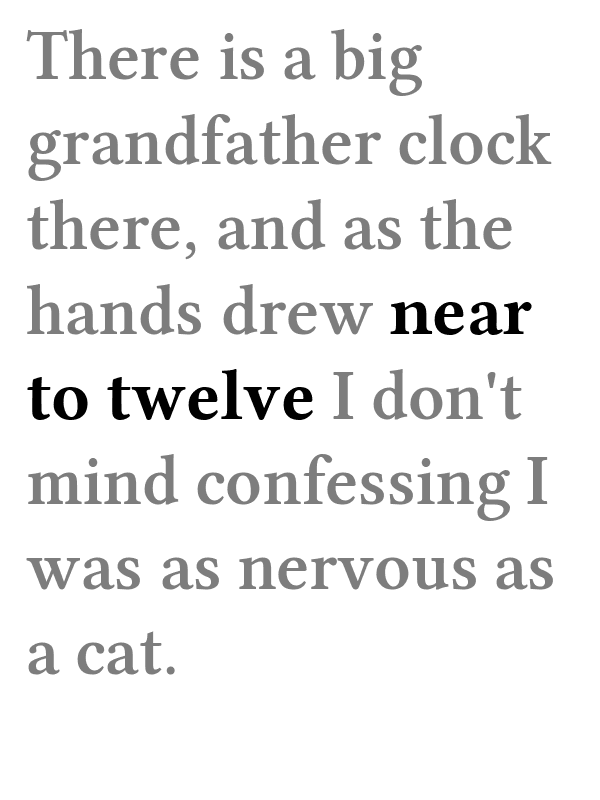 There is a big
grandfather clock
there, and as the
hands drew near
to twelve I don't
mind confessing I
was as nervous as
a cat.